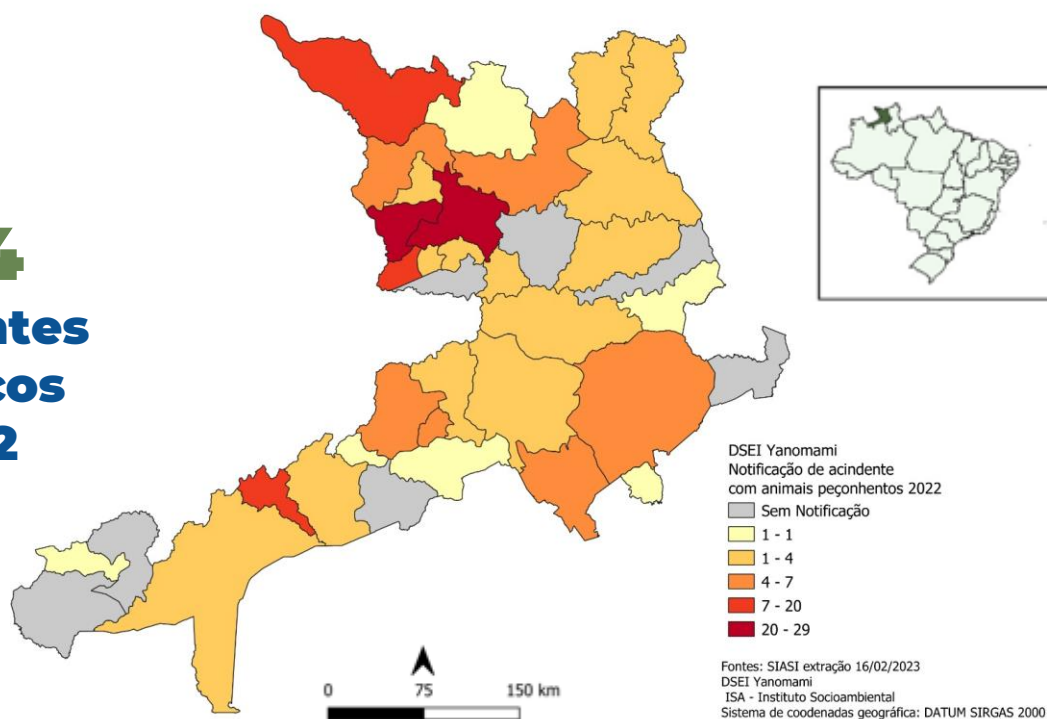 4
ntes
cos
2
DSEI Yanomami
Notificação de acindente
com animais peçonhentos 2022
Sem Notificação
1 - 1
1 - 4
4 - 7
7 - 20
20 - 29
0 75 150 km
Fontes: SIASI extração 16/02/2023
DSEI Yanomami
ISA - Instituto Socioambiental
Sistema de coodenadas geográfica: DATUM SIRGAS 2000